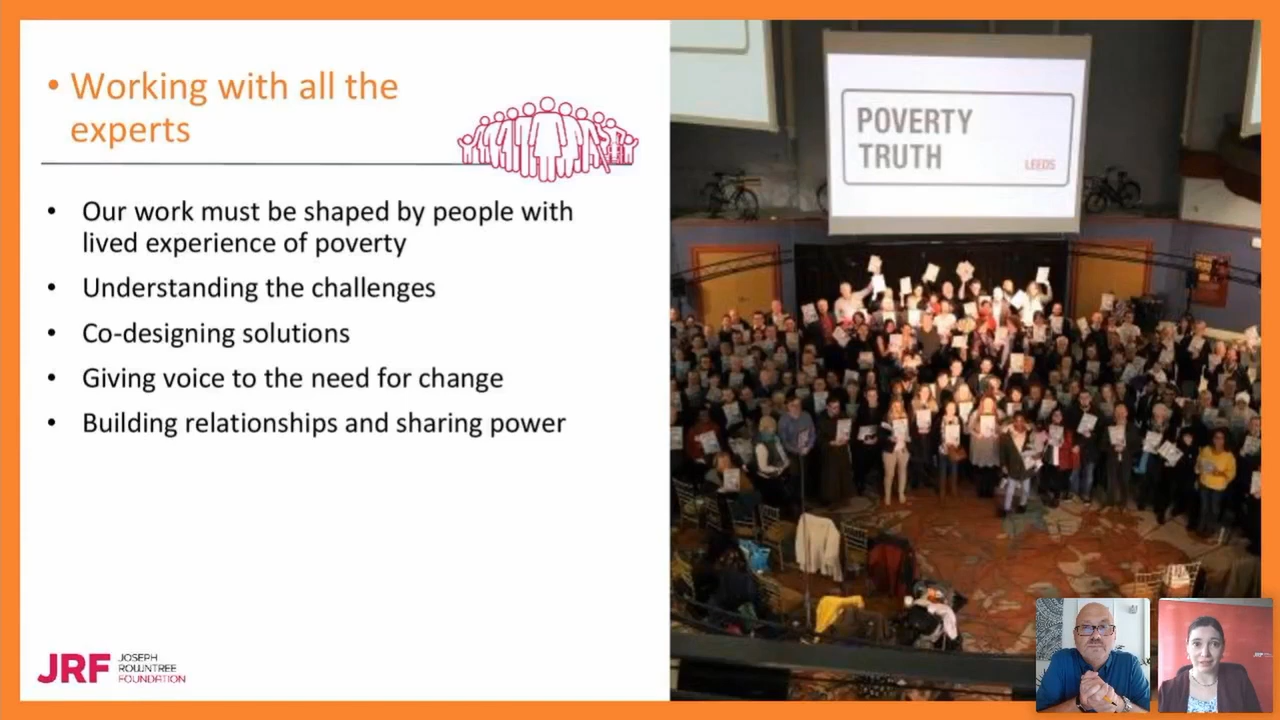 • Working with all the
experts
• Our work must be shaped by people with
lived experience of poverty
• Understanding the challenges
• Co-designing solutions
• Giving voice to the need for change
• Building relationships and sharing power
JRF JOSEPH
ROWNTREE
FOUNDATION
POVERTY
TRUTH
LEEDS